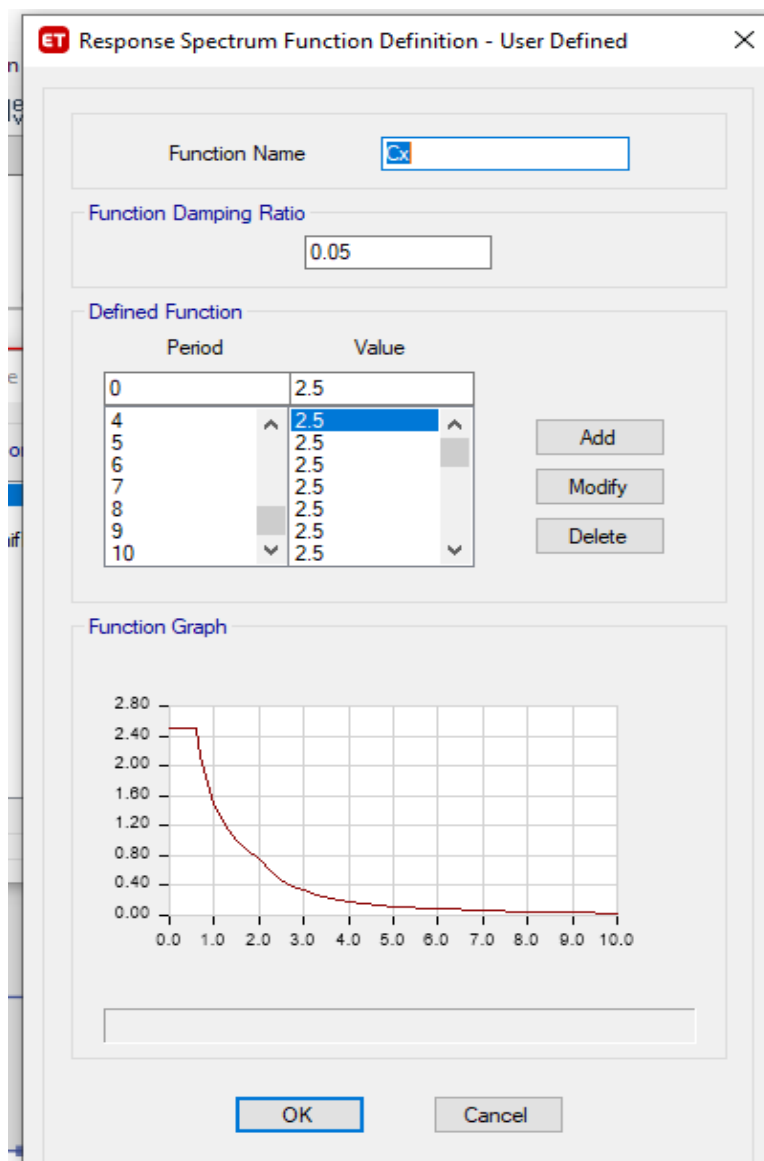 ET Response Spectrum Function Definition - User Defined
Function Name Cx
Function Damping Ratio
0.05
Defined Function
Period Value
0 2.5
4 2.5
5 2.5
6 2.5
7 2.5
8 2.5
9 2.5
10 2.5
Add
Modify
Delete
Function Graph
2.80
2.40
2.00
1.60
1.20
0.80
0.40
0.00
0.0 1.0 2.0 3.0 4.0 5.0 6.0 7.0 8.0 9.0 10.0
OK Cancel